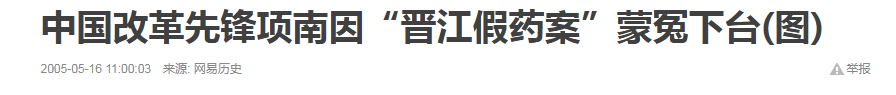 中国改革先锋项南因“晋江假药案”蒙冤下台(图)
2005-05-16 11:00:03 来源: 网易历史 举报